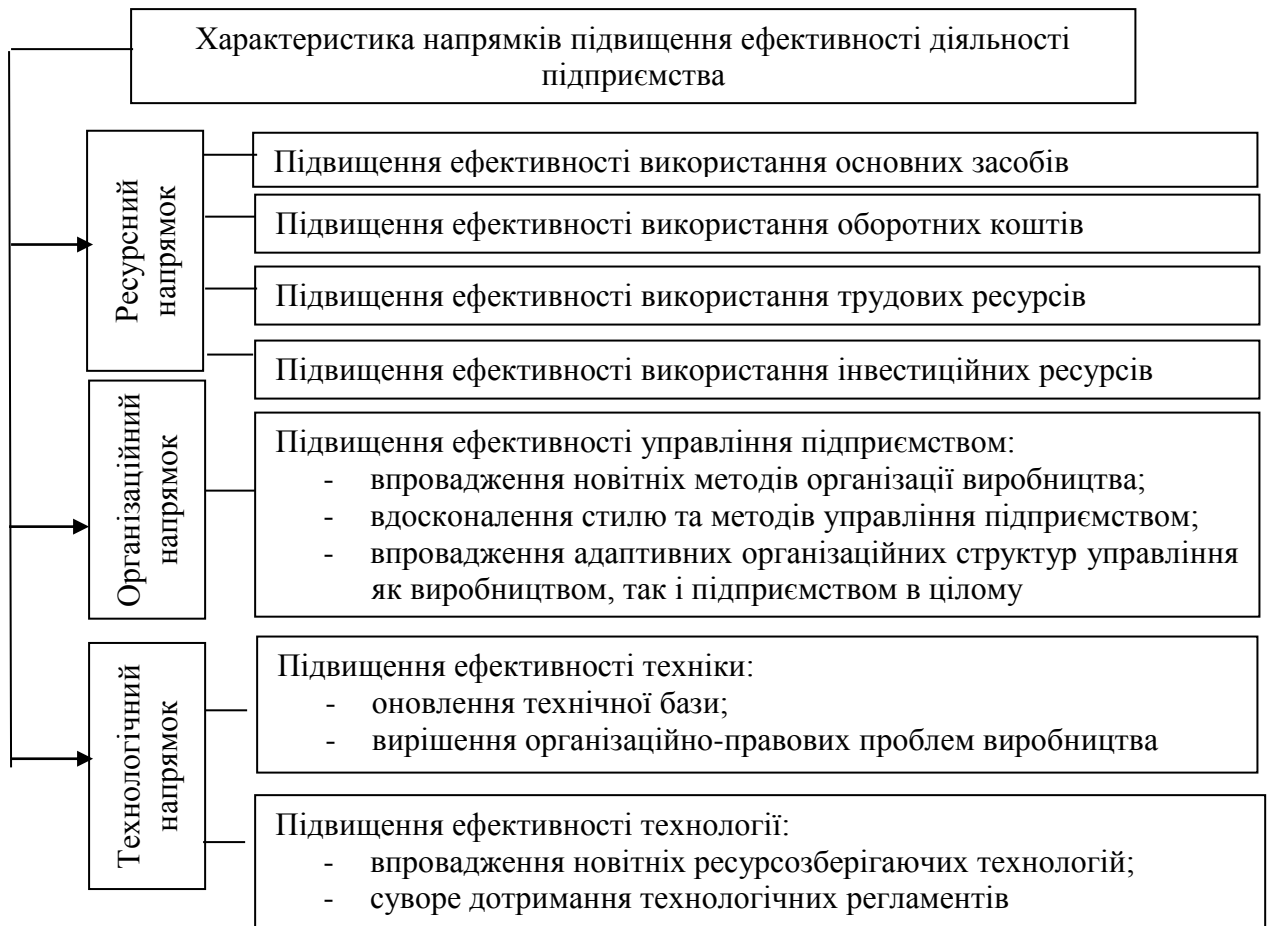 Характеристика напрямків підвищення ефективності діяльності
підприємства
Ресурсний
напрямок
Підвищення ефективності використання основних засобів
Підвищення ефективності використання оборотних коштів
Підвищення ефективності використання трудових ресурсів
Підвищення ефективності використання інвестиційних ресурсів
Організаційний
напрямок
Підвищення ефективності управління підприємством:
- впровадження новітніх методів організації виробництва;
- вдосконалення стилю та методів управління підприємством;
- впровадження адаптивних організаційних структур управління
як виробництвом, так і підприємством в цілому
Технологічний
напрямок
Підвищення ефективності техніки:
- оновлення технічної бази;
- вирішення організаційно-правових проблем виробництва
Підвищення ефективності технології:
- впровадження новітніх ресурсозберігаючих технологій;
- суворе дотримання технологічних регламентів